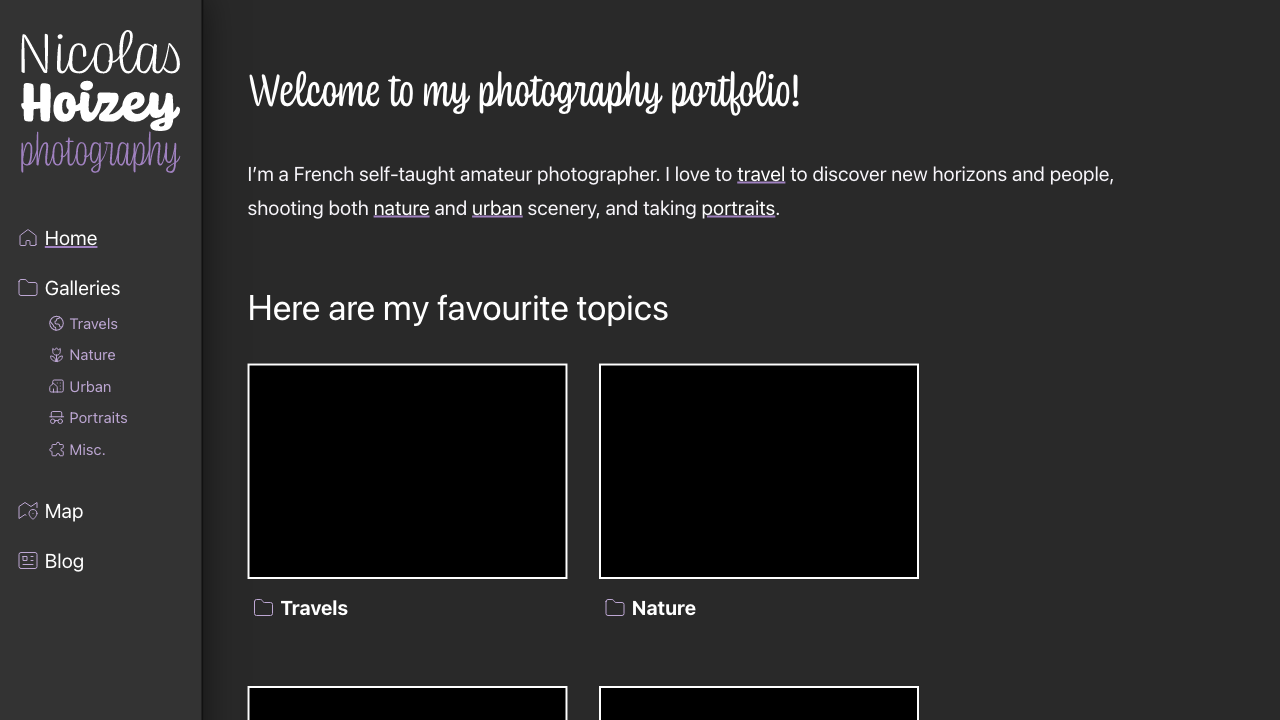 Nicolas
Hoizey
photography
Home
Galleries
Travels
Nature
Urban
Portraits
Misc.
Map
Blog
Welcome to my photography portfolio!
I’m a French self-taught amateur photographer. I love to travel to discover new horizons and people,
shooting both nature and urban scenery, and taking portraits.
Here are my favourite topics
Travels
Nature